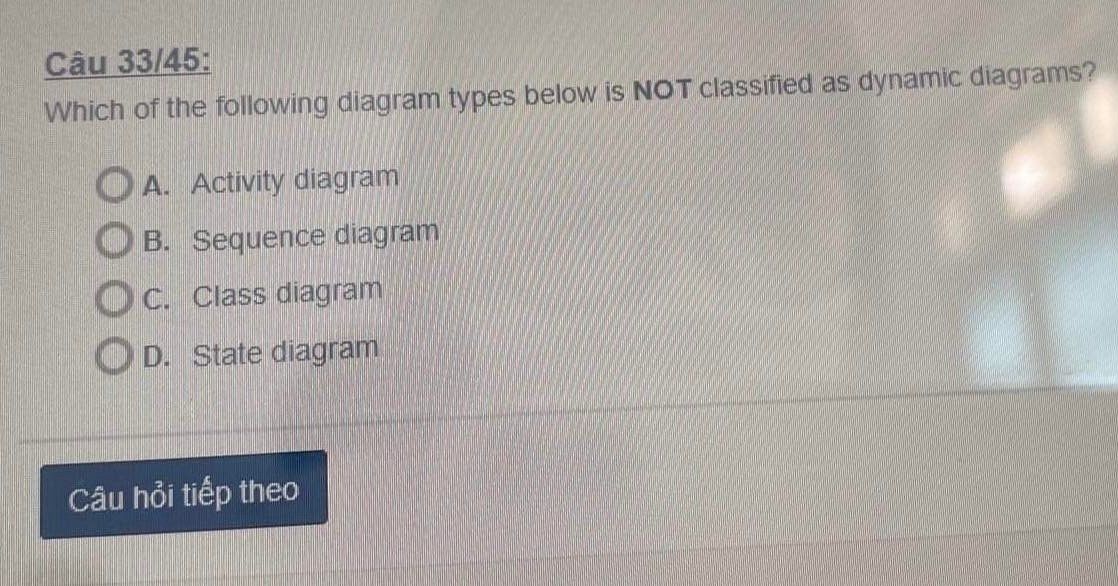 Câu 33/45:
Which of the following diagram types below is NOT classified as dynamic diagrams?
A. Activity diagram
B. Sequence diagram
C. Class diagram
D. State diagram
Câu hỏi tiếp theo